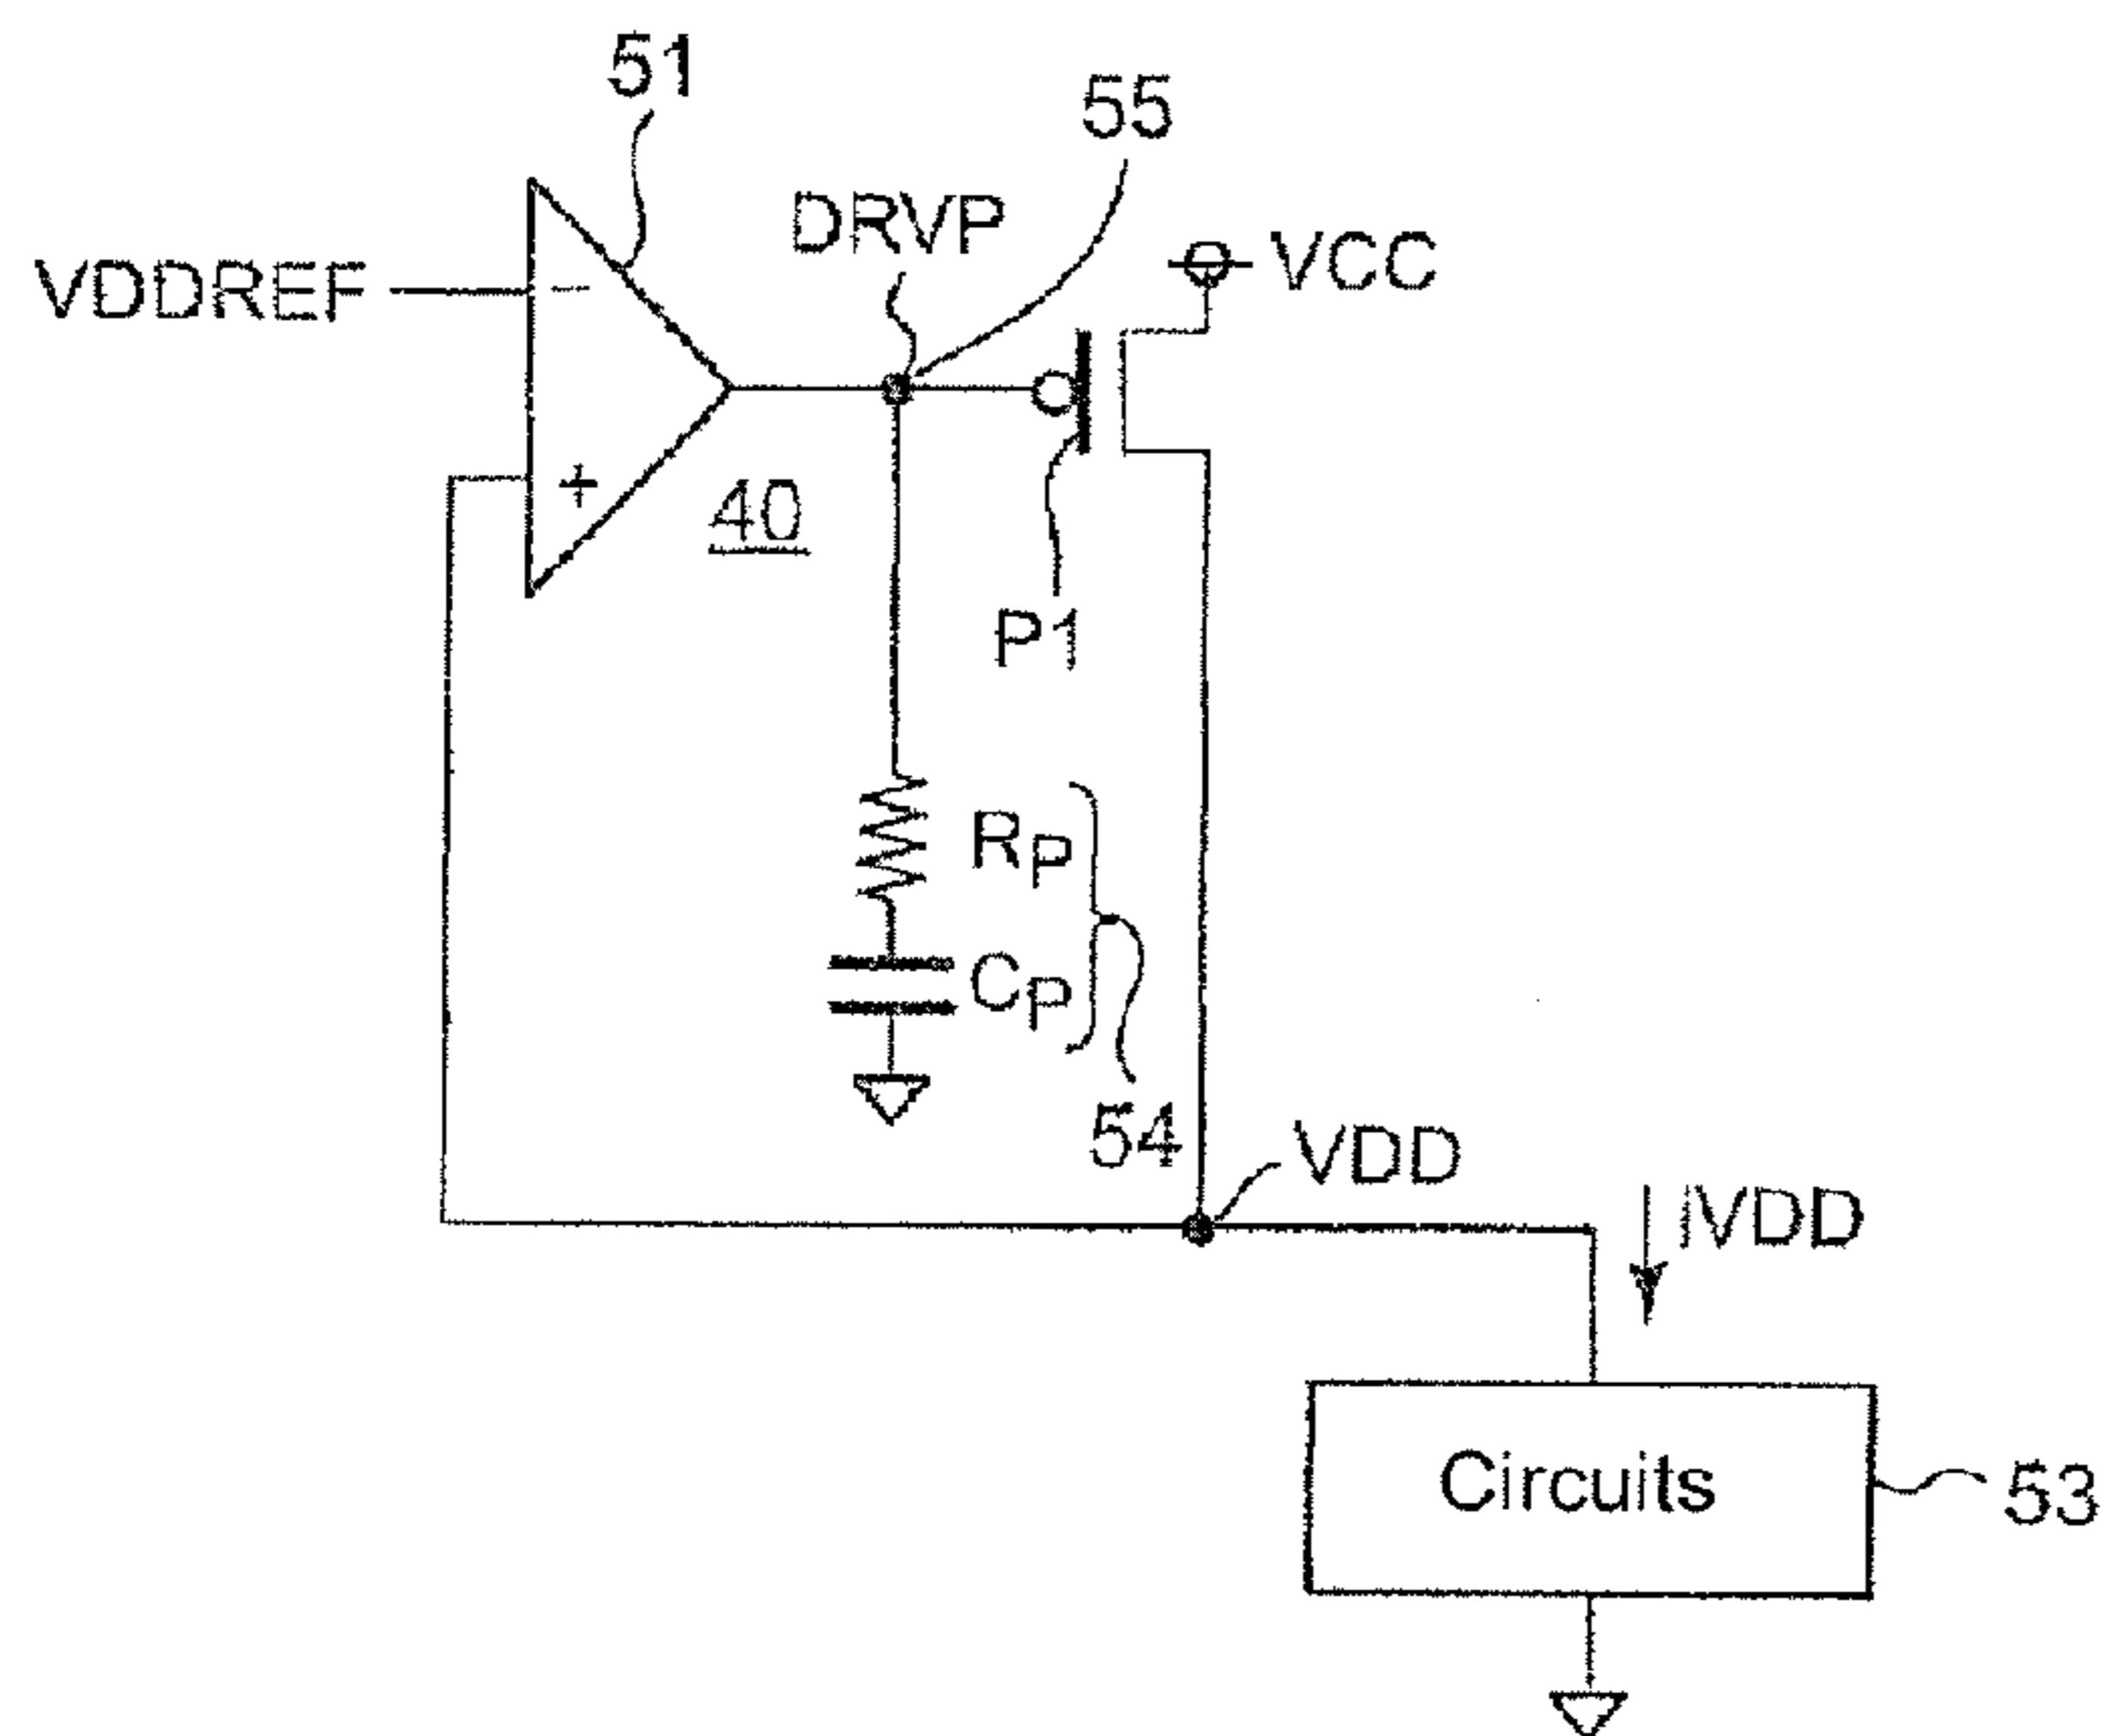 51
55
DRVP
VCC
VDDREF
-
+
40
P1
RP
CP
54
VDD
IVDD
Circuits
53